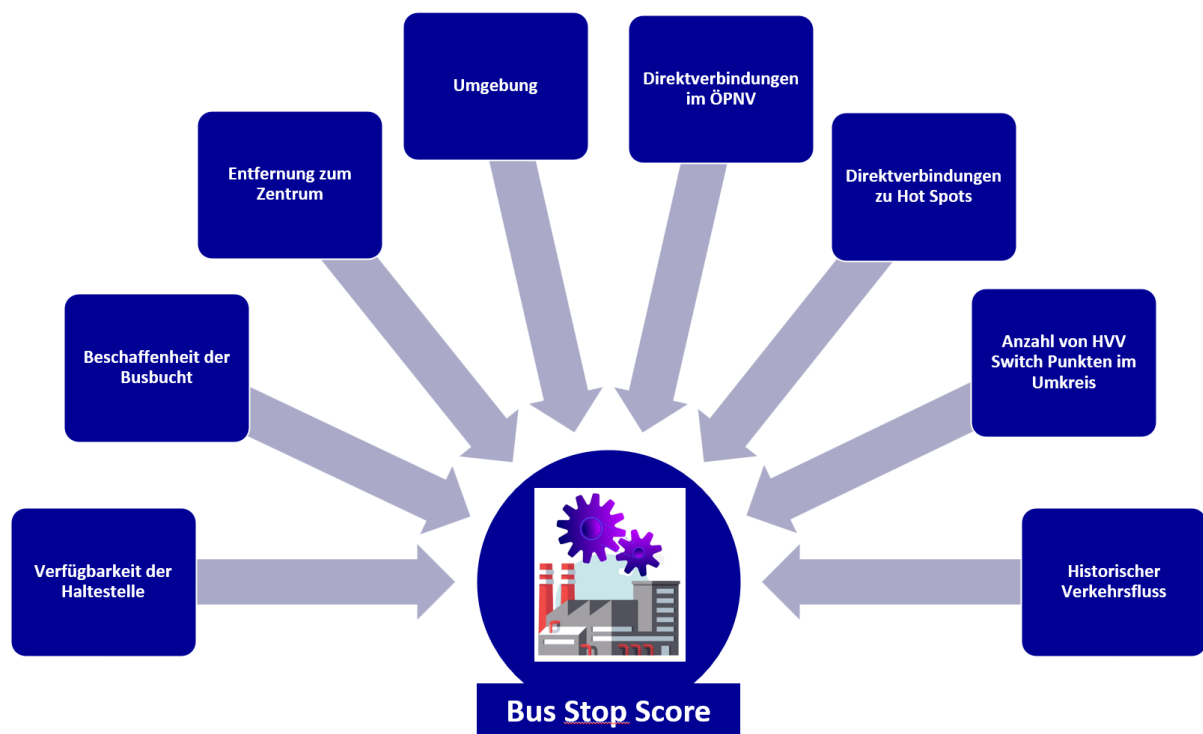 Umgebung
Direktverbindungen
im ÖPNV
Entfernung zum
Zentrum
Direktverbindungen
zu Hot Spots
Beschaffenheit der
Busbucht
Anzahl von HVV
Switch Punkten im
Umkreis
Verfügbarkeit der
Haltestelle
Historischer
Verkehrsfluss
Bus Stop Score